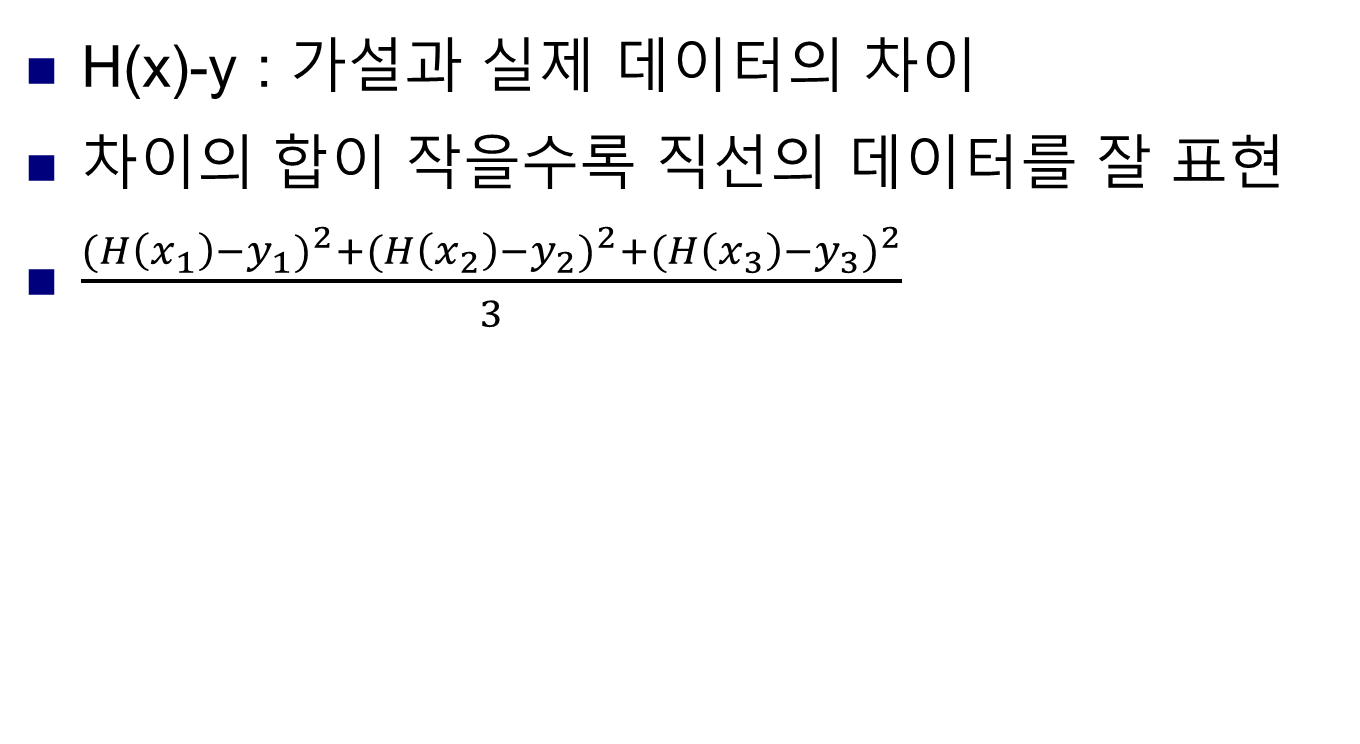 ■ H(x)-y : 가설과 실제 데이터의 차이
■ 차이의 합이 작을수록 직선의 데이터를 잘 표현
■ (H(x₁)−y₁)²+(H(x₂)−y₂)²+(H(x₃)−y₃)²
3